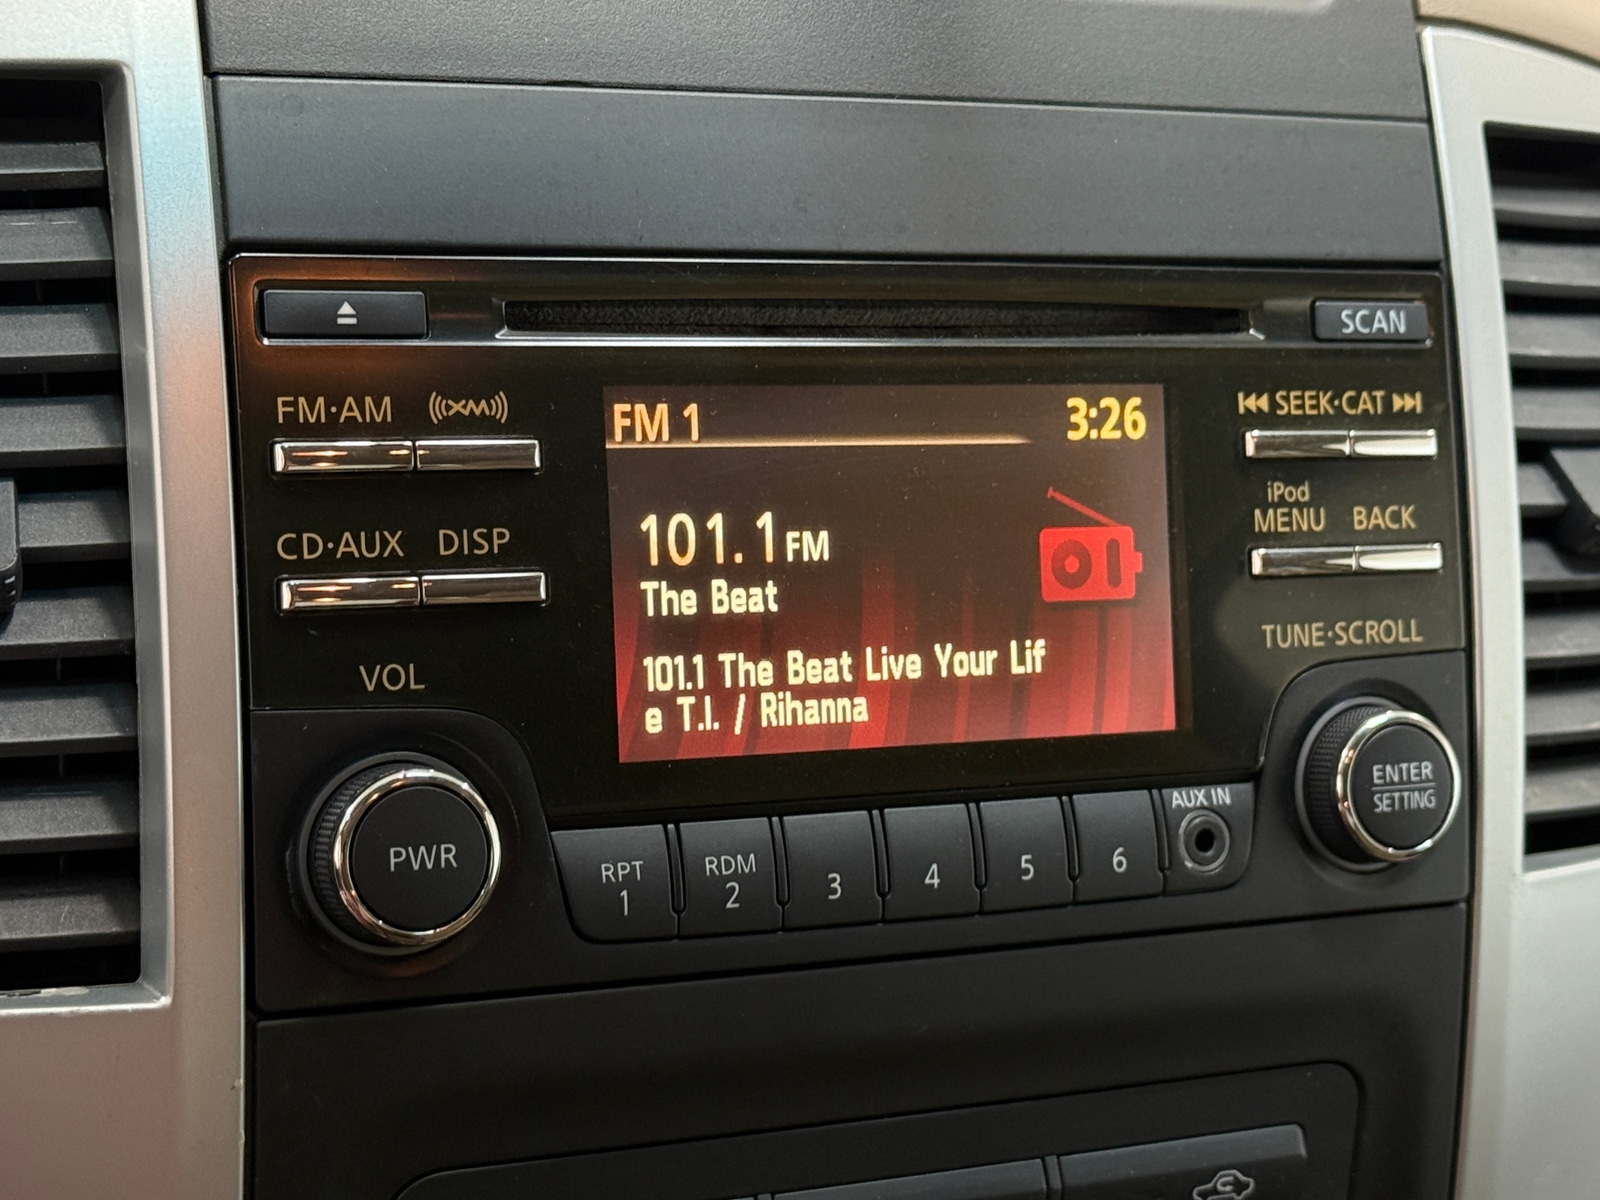 SCAN
FM·AM
XM
SEEK·CAT
FM 1
3:26
iPod
MENU
BACK
CD·AUX
DISP
101.1FM
The Beat
TUNE·SCROLL
VOL
101.1 The Beat Live Your Lif
e T.I. / Rihanna
ENTER
SETTING
AUX IN
PWR
RPT
1
RDM
2
3
4
5
6